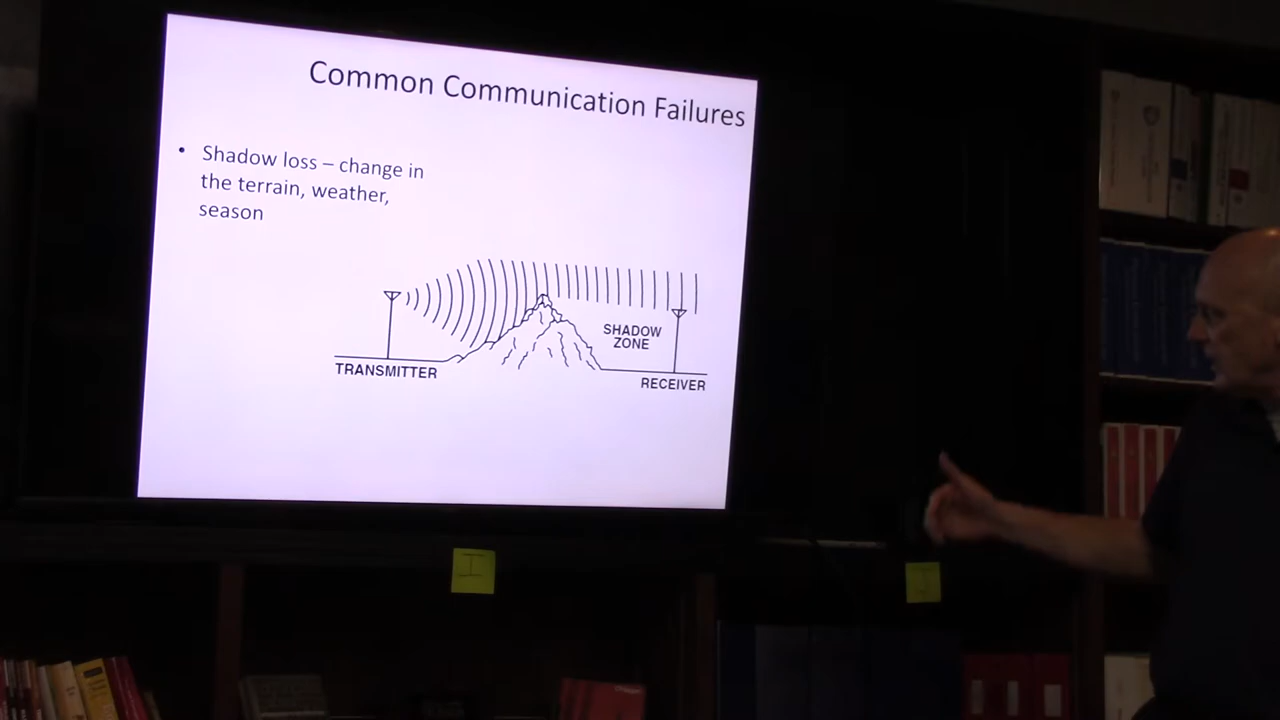 Common Communication Failures
• Shadow loss – change in
the terrain, weather,
season
SHADOW
ZONE
TRANSMITTER
RECEIVER
I